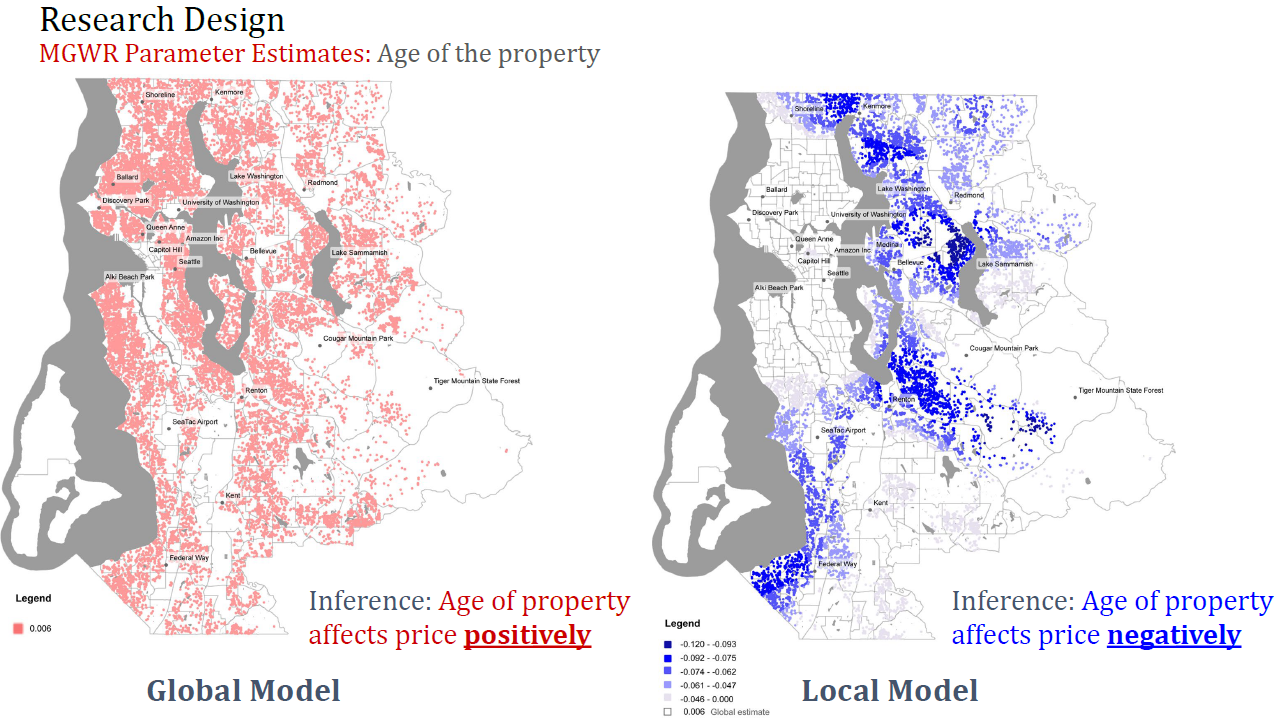 Research Design
MGWR Parameter Estimates: Age of the property
Shoreline
Kenmore
Ballard
Lake Washington
Redmond
Discovery Park
University of Washington
Queen Anne
Amazon Inc.
Capitol Hill
Bellevue
Lake Sammamish
Seattle
Alki Beach Park
Cougar Mountain Park
Tiger Mountain State Forest
Renton
SeaTac Airport
Kent
Federal Way
Legend
0.006
Inference: Age of property
affects price positively
Global Model
Shoreline
Kenmore
Ballard
Lake Washington
Redmond
Discovery Park
University of Washington
Queen Anne
Medina
Amazon Inc
Capitol Hill
Bellevue
Lake Sammamish
Seattle
Alki Beach Park
Cougar Mountain Park
Tiger Mountain State Forest
Renton
SeaTac Airport
Kent
Federal Way
Legend
-0.120 - -0.093
-0.092 - -0.075
-0.074 - -0.062
-0.061 - -0.047
-0.046 - 0.000
0.006 Global estimate
Inference: Age of property
affects price negatively
Local Model